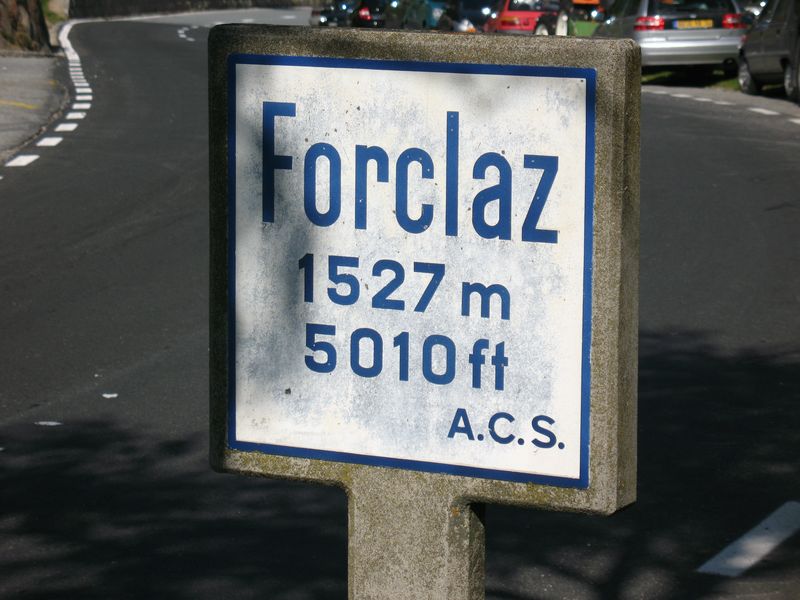 Forclaz
1527 m
5010 ft
A.C.S.